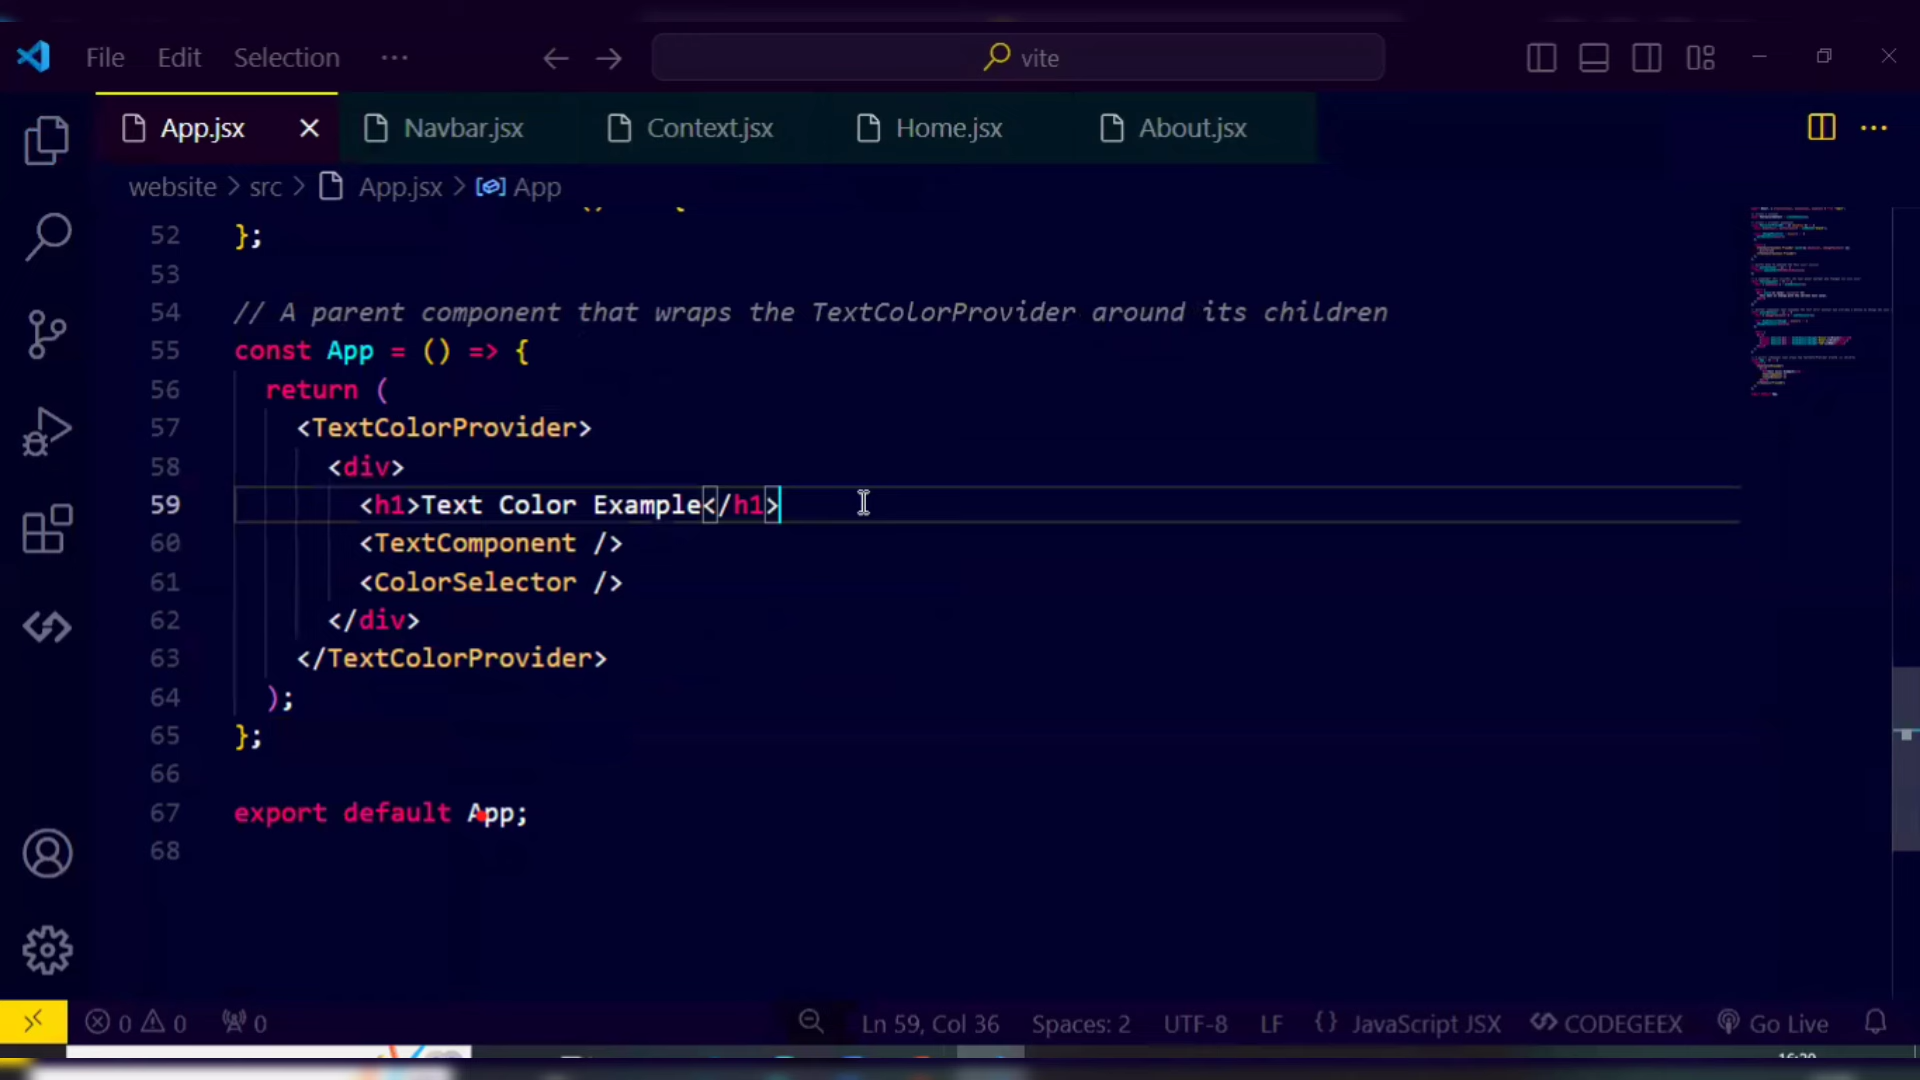 File Edit Selection ··· vite
App.jsx Navbar.jsx Context.jsx Home.jsx About.jsx
website > src > App.jsx > App
52 };
53
54 // A parent component that wraps the TextColorProvider around its children
55 const App = () => {
56 return (
57 <TextColorProvider>
58 <div>
59 <h1>Text Color Example</h1>
60 <TextComponent />
61 <ColorSelector />
62 </div>
63 </TextColorProvider>
64 );
65 };
66
67 export default App;
68
0 0 0 Ln 59, Col 36 Spaces: 2 UTF-8 LF {} JavaScript JSX CODEGEEX Go Live